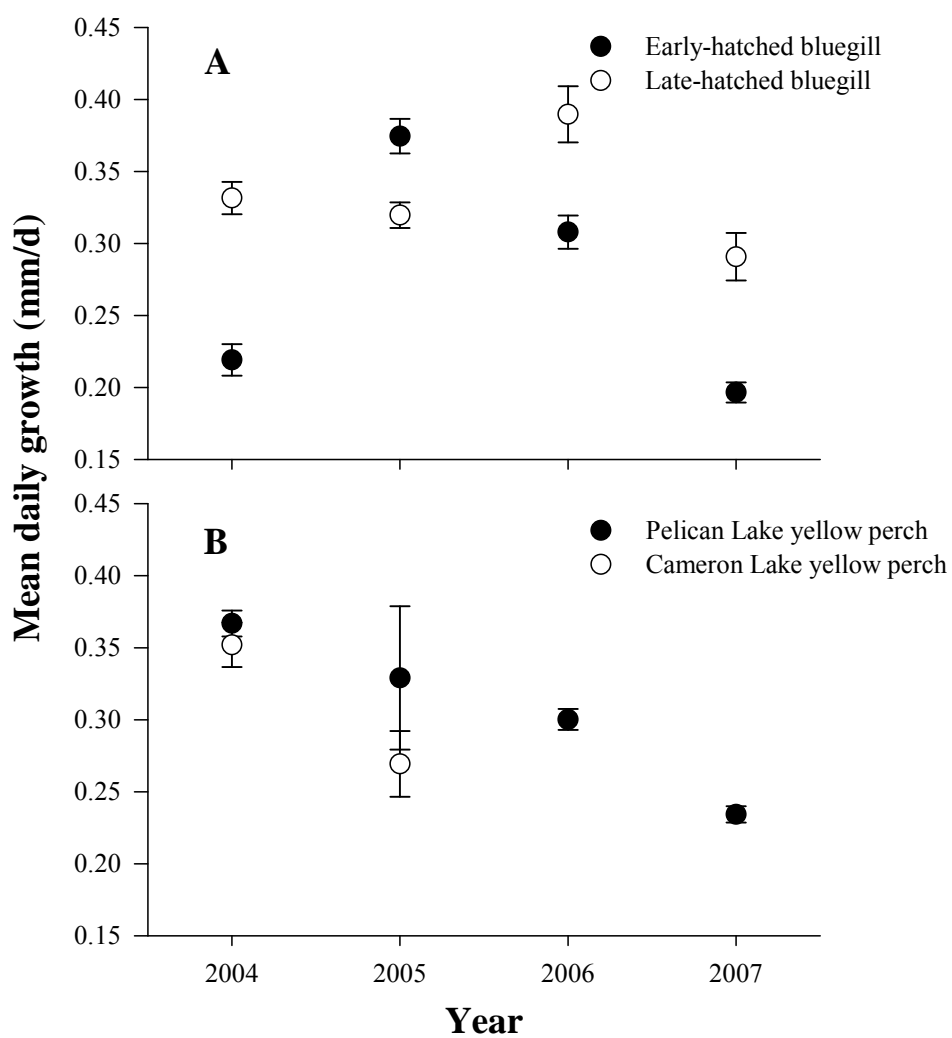 Mean daily growth (mm/d)
A
Early-hatched bluegill
Late-hatched bluegill
0.45
0.40
0.35
0.30
0.25
0.20
0.15
B
Pelican Lake yellow perch
Cameron Lake yellow perch
0.45
0.40
0.35
0.30
0.25
0.20
0.15
2004 2005 2006 2007
Year